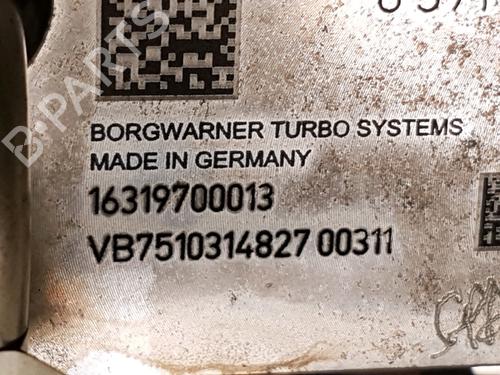 BORGWARNER TURBO SYSTEMS
MADE IN GERMANY
16319700013
VB7510314827 00311
B-PARTS